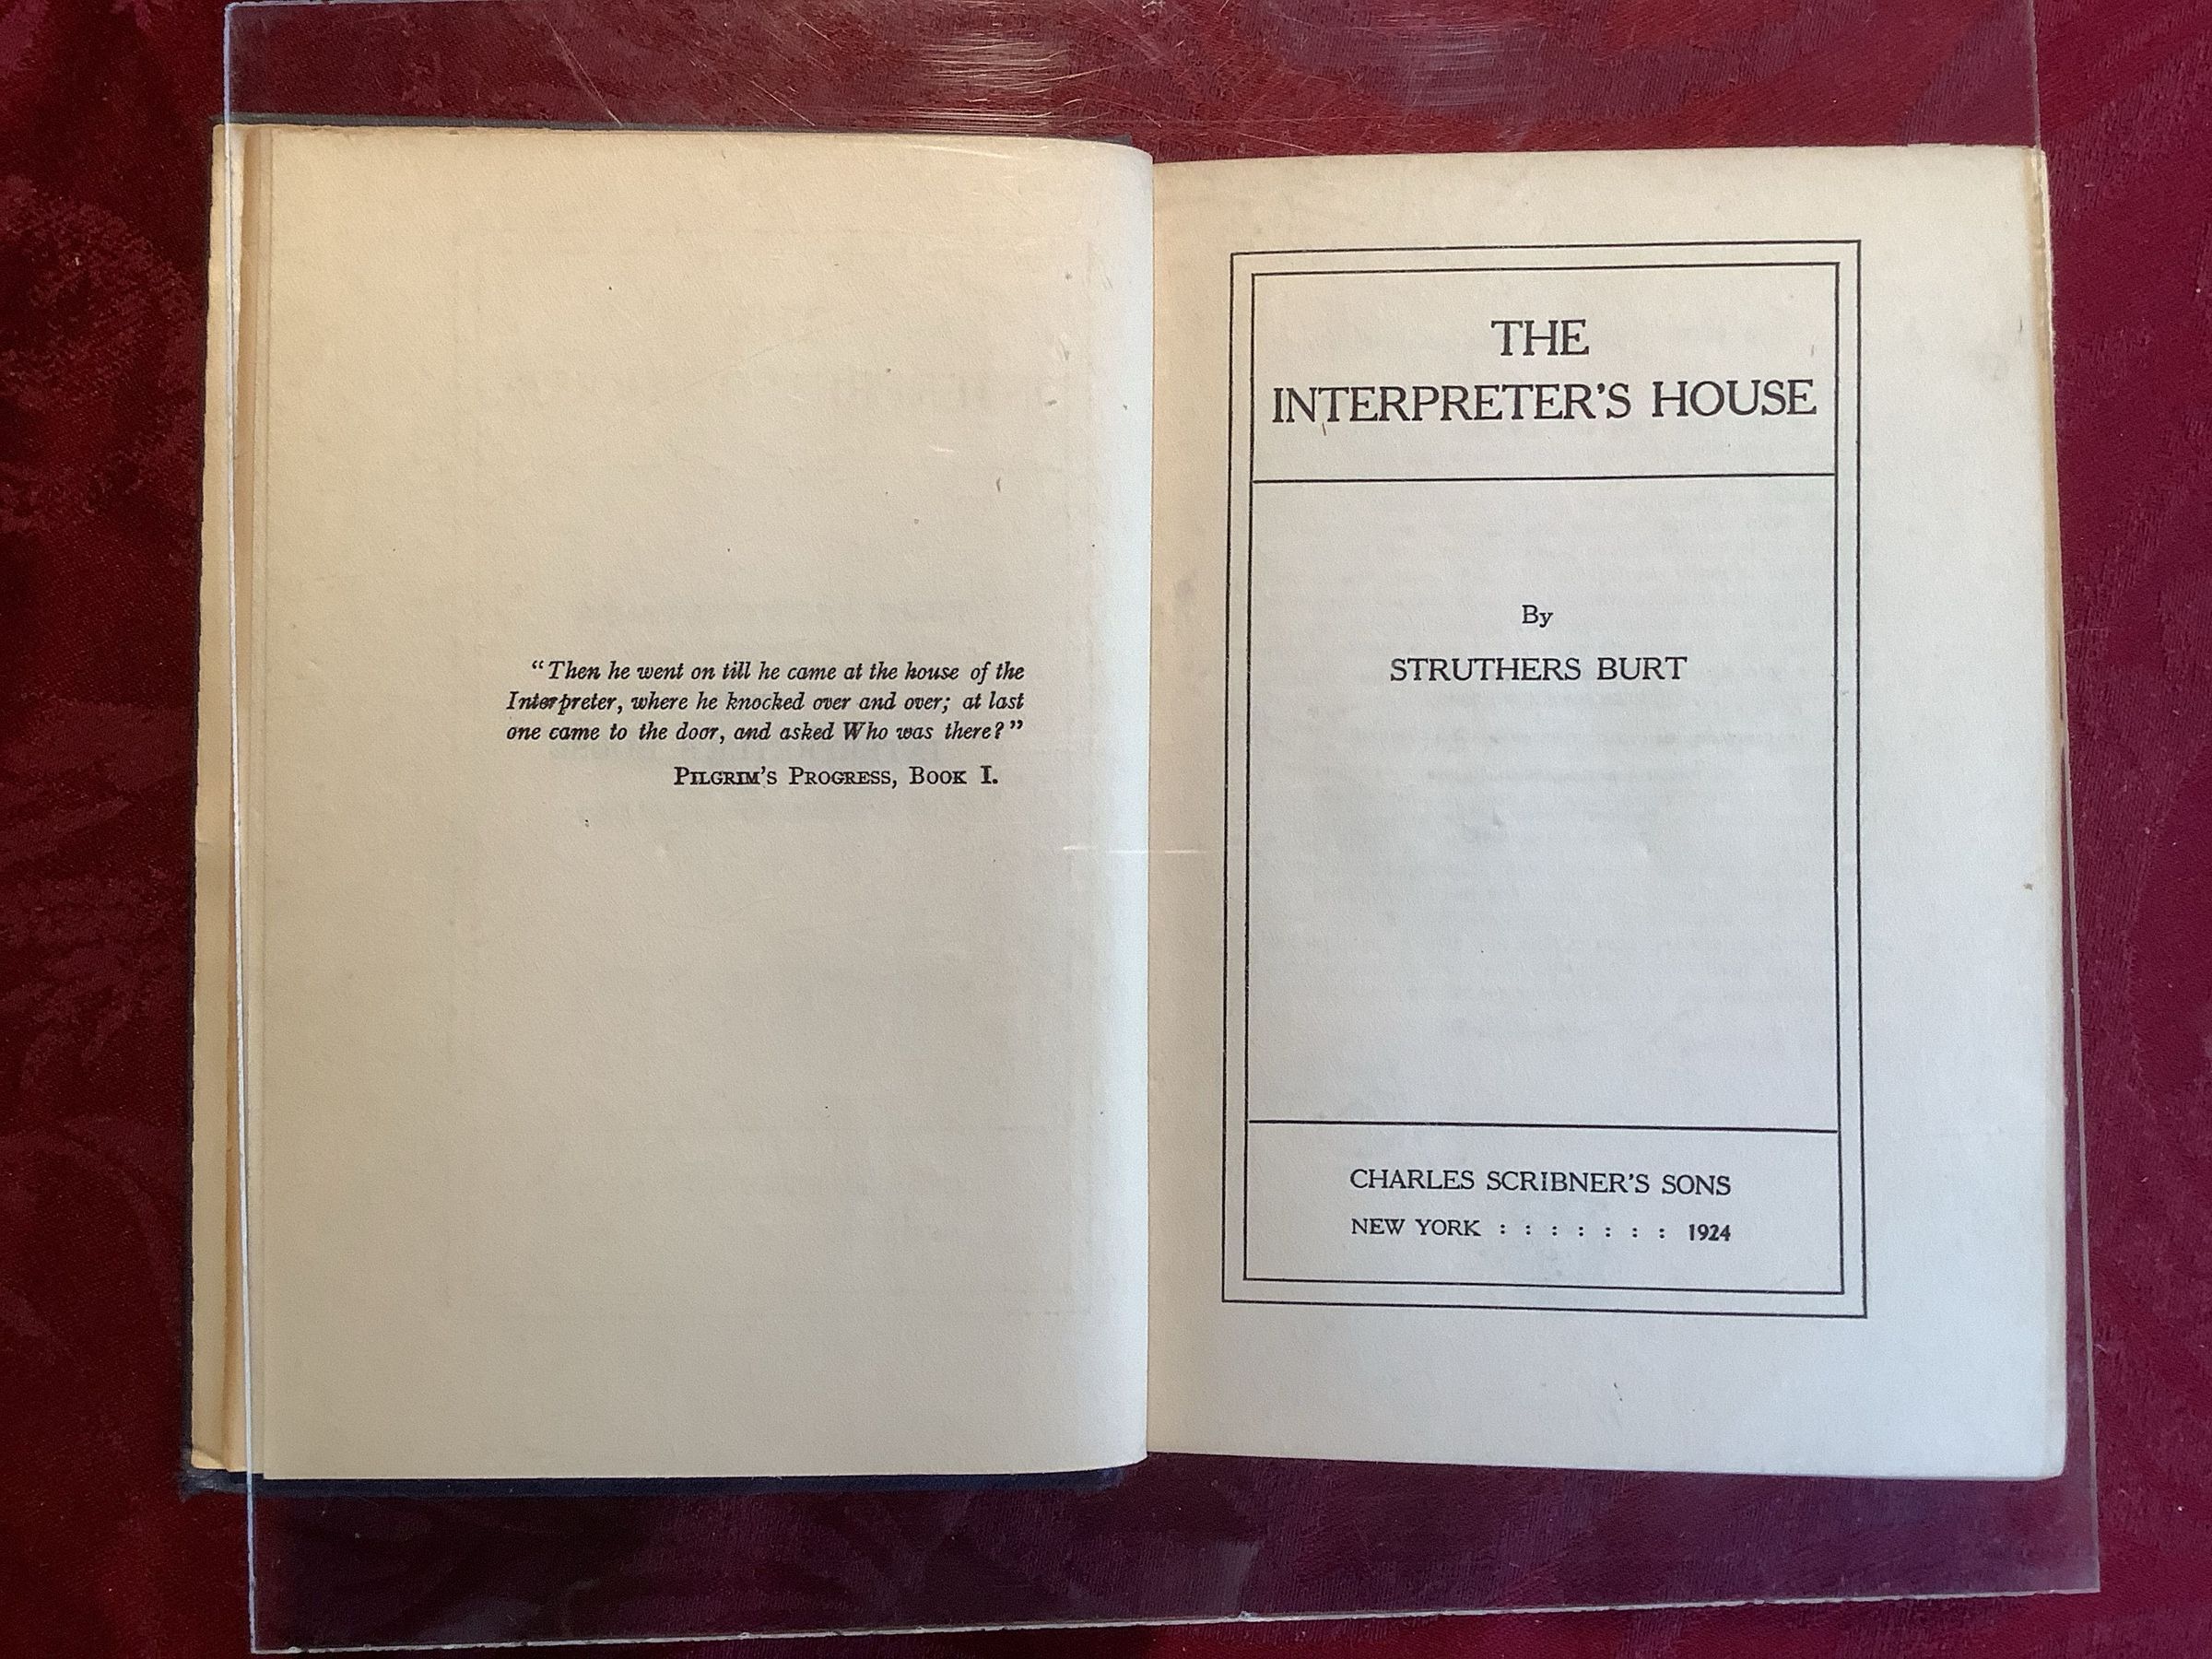 “Then he went on till he came at the house of the
Interpreter, where he knocked over and over; at last
one came to the door, and asked Who was there?”
PILGRIM’S PROGRESS, BOOK I.
THE
INTERPRETER’S HOUSE
By
STRUTHERS BURT
CHARLES SCRIBNER’S SONS
NEW YORK : : : : : : : 1924